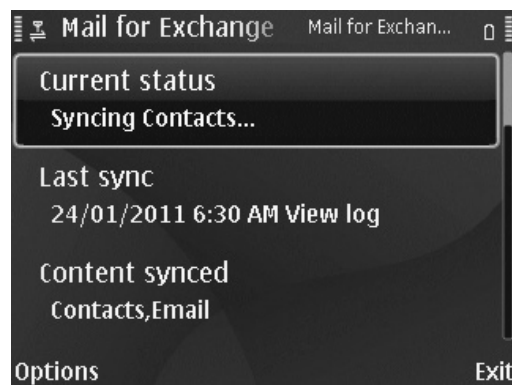 Mail for Exchange Mail for Exchan...
Current status
Syncing Contacts...
Last sync
24/01/2011 6:30 AM View log
Content synced
Contacts,Email
Options Exit